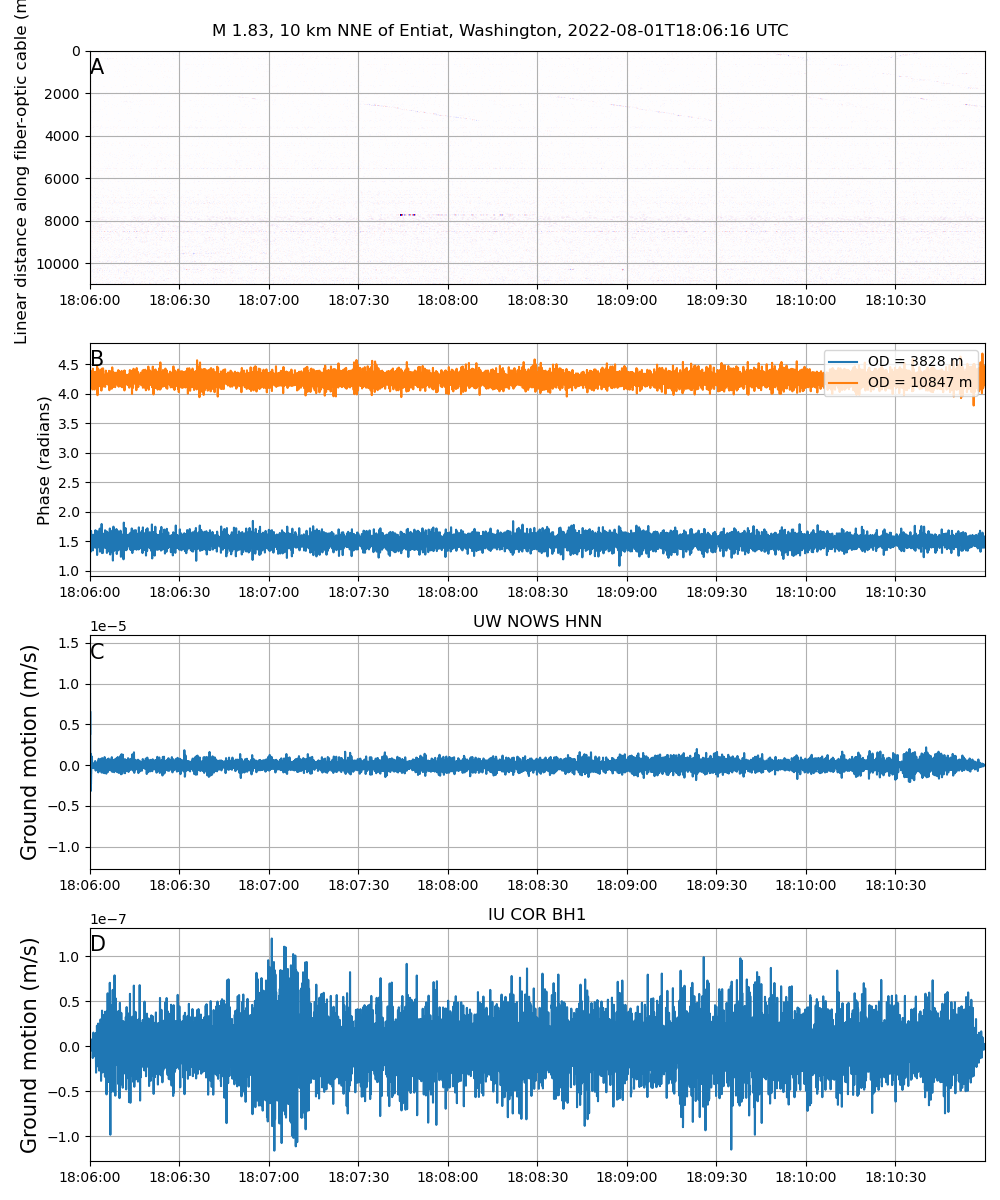 M 1.83, 10 km NNE of Entiat, Washington, 2022-08-01T18:06:16 UTC
Linear distance along fiber-optic cable (m
A
0
2000
4000
6000
8000
10000
18:06:00 18:06:30 18:07:00 18:07:30 18:08:00 18:08:30 18:09:00 18:09:30 18:10:00 18:10:30
Phase (radians)
B
4.5
4.0
3.5
3.0
2.5
2.0
1.5
1.0
OD = 3828 m
OD = 10847 m
18:06:00 18:06:30 18:07:00 18:07:30 18:08:00 18:08:30 18:09:00 18:09:30 18:10:00 18:10:30
UW NOWS HNN
1e−5
Ground motion (m/s)
C
1.5
1.0
0.5
0.0
−0.5
−1.0
18:06:00 18:06:30 18:07:00 18:07:30 18:08:00 18:08:30 18:09:00 18:09:30 18:10:00 18:10:30
IU COR BH1
1e−7
Ground motion (m/s)
D
1.0
0.5
0.0
−0.5
−1.0
18:06:00 18:06:30 18:07:00 18:07:30 18:08:00 18:08:30 18:09:00 18:09:30 18:10:00 18:10:30